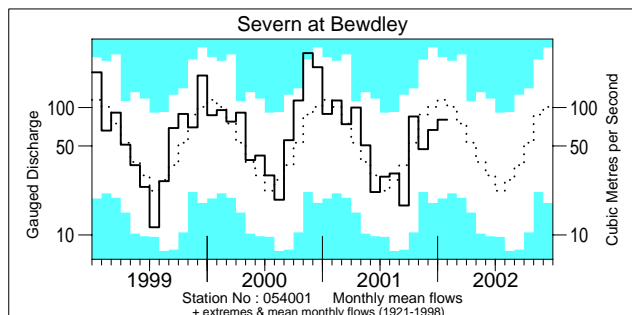 Severn at Bewdley
100
50
10
Gauged Discharge
100
50
10
Cubic Metres per Second
1999 2000 2001 2002
Station No : 054001 Monthly mean flows
+ extremes & mean monthly flows (1921-1998)